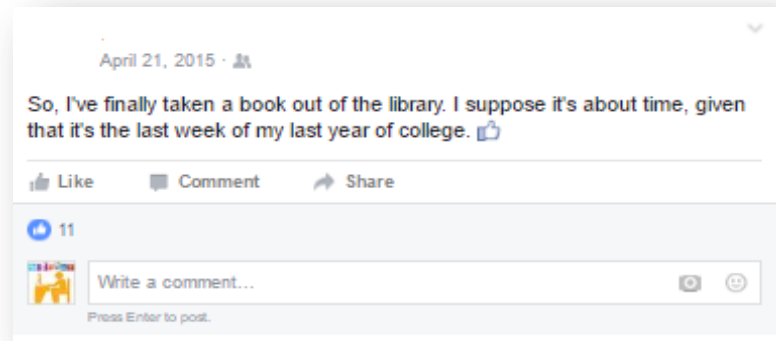 April 21, 2015 ·
So, I've finally taken a book out of the library. I suppose it's about time, given
that it's the last week of my last year of college.
Like Comment Share
11
Write a comment...
Press Enter to post.